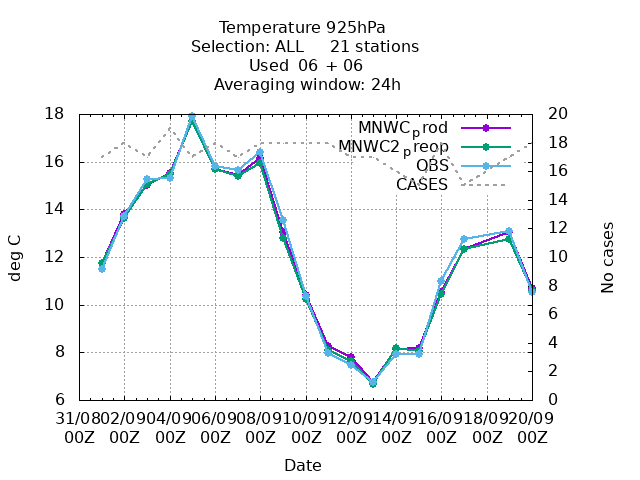 Temperature 925hPa
Selection: ALL     21 stations
Used  06 + 06
Averaging window: 24h
18 20
MNWCprod
18
MNWC2preop
16 16
OBS
CASES
14 14
12
12 10
deg C No cases
10 8
6
8 4
2
6 0
31/08 02/09 04/09 06/09 08/09 10/09 12/09 14/09 16/09 18/09 20/09
00Z 00Z 00Z 00Z 00Z 00Z 00Z 00Z 00Z 00Z 00Z
Date